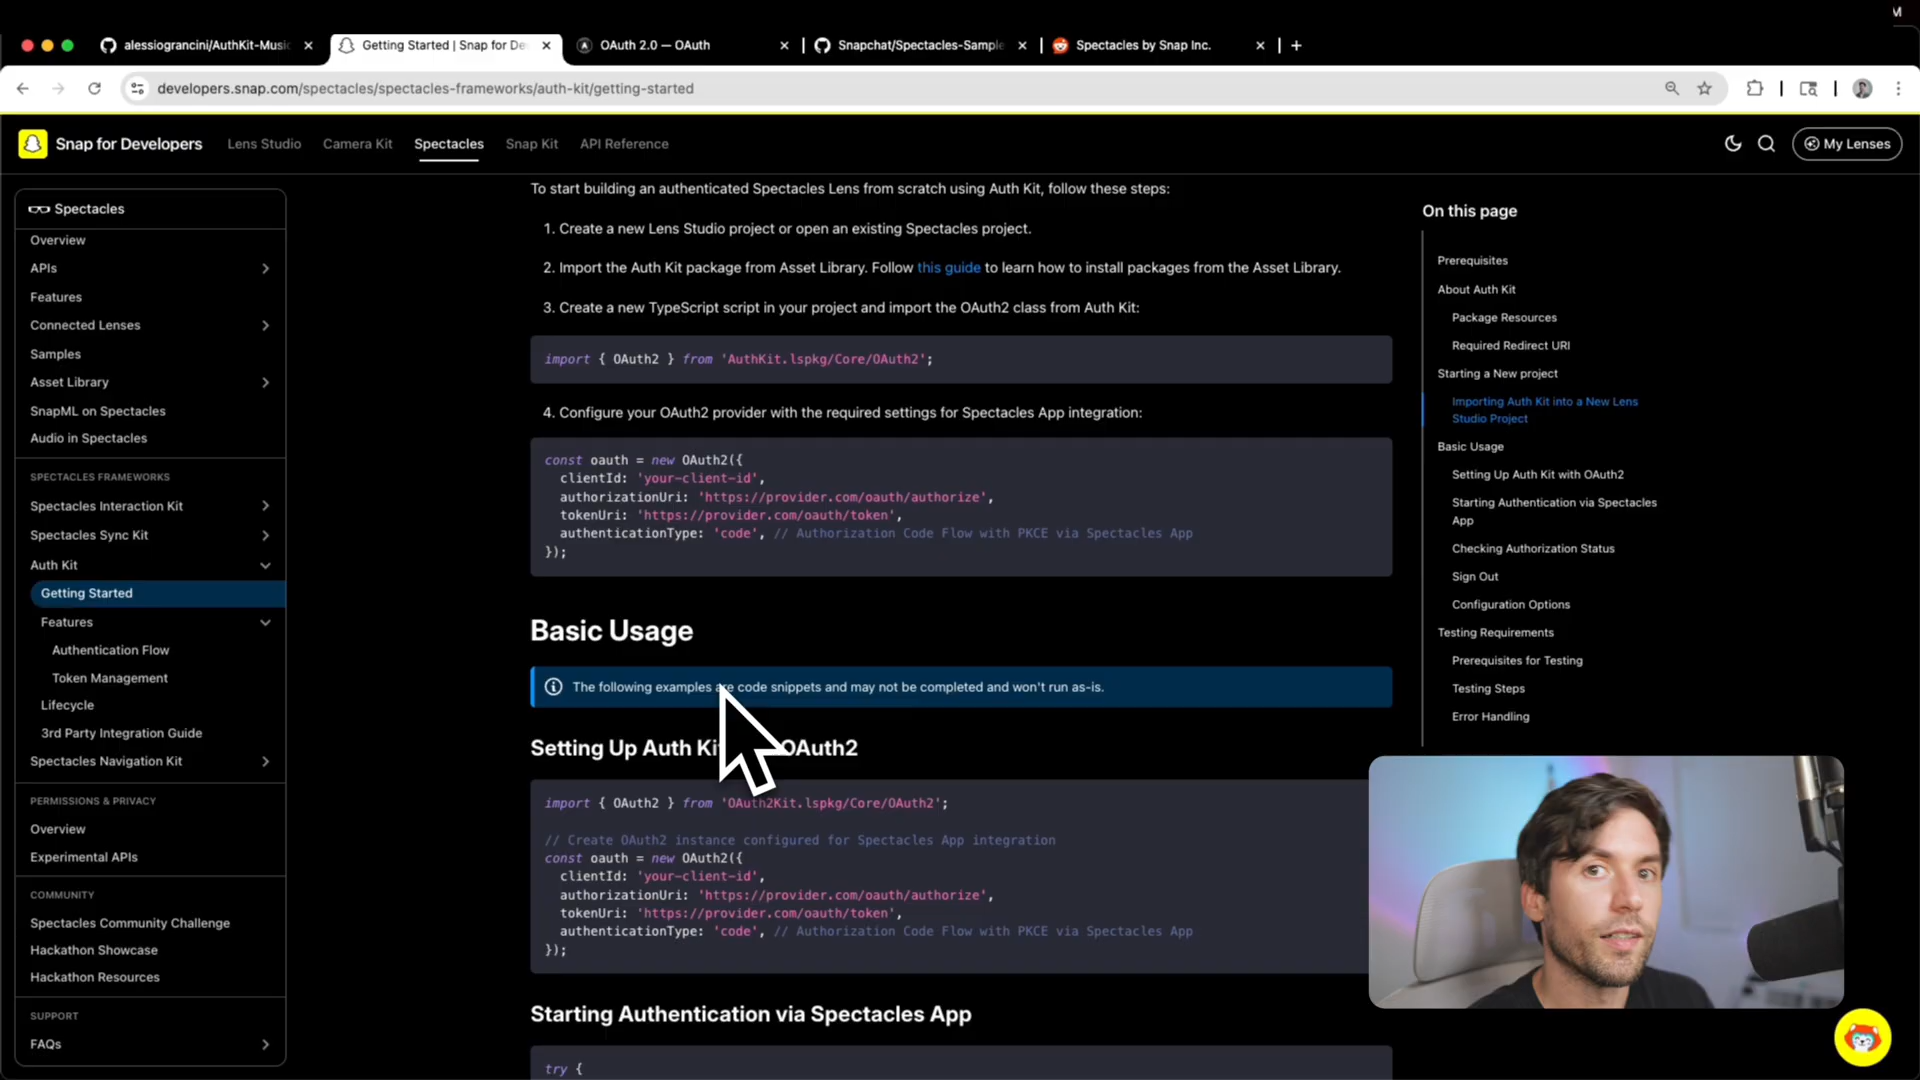 M
alessiograncini/AuthKit-Music
Getting Started | Snap for De
OAuth 2.0 — OAuth
Snapchat/Spectacles-Sample
Spectacles by Snap Inc.
developers.snap.com/spectacles/spectacles-frameworks/auth-kit/getting-started
Snap for Developers
Lens Studio
Camera Kit
Spectacles
Snap Kit
API Reference
My Lenses
Spectacles
Overview
APIs
Features
Connected Lenses
Samples
Asset Library
SnapML on Spectacles
Audio in Spectacles
SPECTACLES FRAMEWORKS
Spectacles Interaction Kit
Spectacles Sync Kit
Auth Kit
Getting Started
Features
Authentication Flow
Token Management
Lifecycle
3rd Party Integration Guide
Spectacles Navigation Kit
PERMISSIONS & PRIVACY
Overview
Experimental APIs
COMMUNITY
Spectacles Community Challenge
Hackathon Showcase
Hackathon Resources
SUPPORT
FAQs
To start building an authenticated Spectacles Lens from scratch using Auth Kit, follow these steps:
1. Create a new Lens Studio project or open an existing Spectacles project.
2. Import the Auth Kit package from Asset Library. Follow this guide to learn how to install packages from the Asset Library.
3. Create a new TypeScript script in your project and import the OAuth2 class from Auth Kit:
import { OAuth2 } from 'AuthKit.lspkg/Core/OAuth2';
4. Configure your OAuth2 provider with the required settings for Spectacles App integration:
const oauth = new OAuth2({
clientId: 'your-client-id',
authorizationUri: 'https://provider.com/oauth/authorize',
tokenUri: 'https://provider.com/oauth/token',
authenticationType: 'code', // Authorization Code Flow with PKCE via Spectacles App
});
Basic Usage
The following examples are code snippets and may not be completed and won't run as-is.
Setting Up Auth Ki OAuth2
import { OAuth2 } from 'OAuth2Kit.lspkg/Core/OAuth2';
// Create OAuth2 instance configured for Spectacles App integration
const oauth = new OAuth2({
clientId: 'your-client-id',
authorizationUri: 'https://provider.com/oauth/authorize',
tokenUri: 'https://provider.com/oauth/token',
authenticationType: 'code', // Authorization Code Flow with PKCE via Spectacles App
});
Starting Authentication via Spectacles App
try {
On this page
Prerequisites
About Auth Kit
Package Resources
Required Redirect URI
Starting a New project
Importing Auth Kit into a New Lens
Studio Project
Basic Usage
Setting Up Auth Kit with OAuth2
Starting Authentication via Spectacles
App
Checking Authorization Status
Sign Out
Configuration Options
Testing Requirements
Prerequisites for Testing
Testing Steps
Error Handling